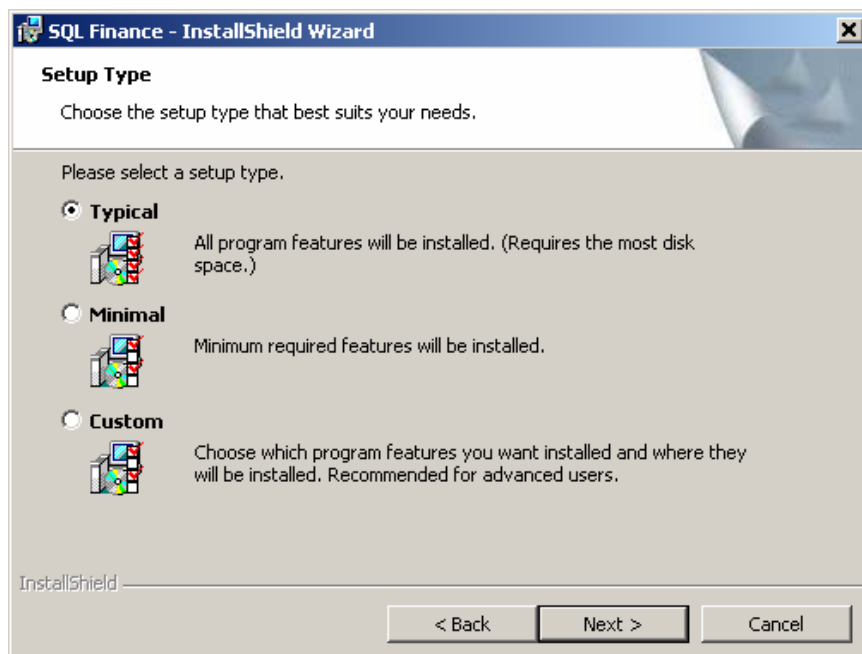 SQL Finance - InstallShield Wizard
Setup Type
Choose the setup type that best suits your needs.
Please select a setup type.
Typical
All program features will be installed. (Requires the most disk
space.)
Minimal
Minimum required features will be installed.
Custom
Choose which program features you want installed and where they
will be installed. Recommended for advanced users.
InstallShield
< Back
Next >
Cancel